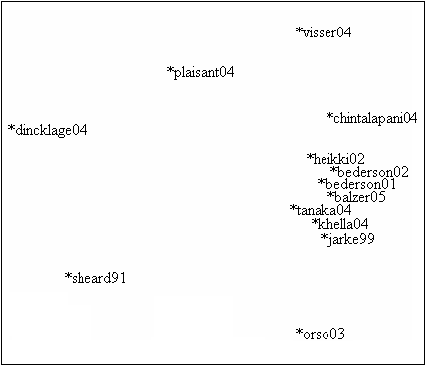 *visser04
*plaisant04
*chintalapani04
*dincklage04
*heikki02
*bederson02
*bederson01
*balzer05
*tanaka04
*khella04
*jarke99
*sheard91
*orso03